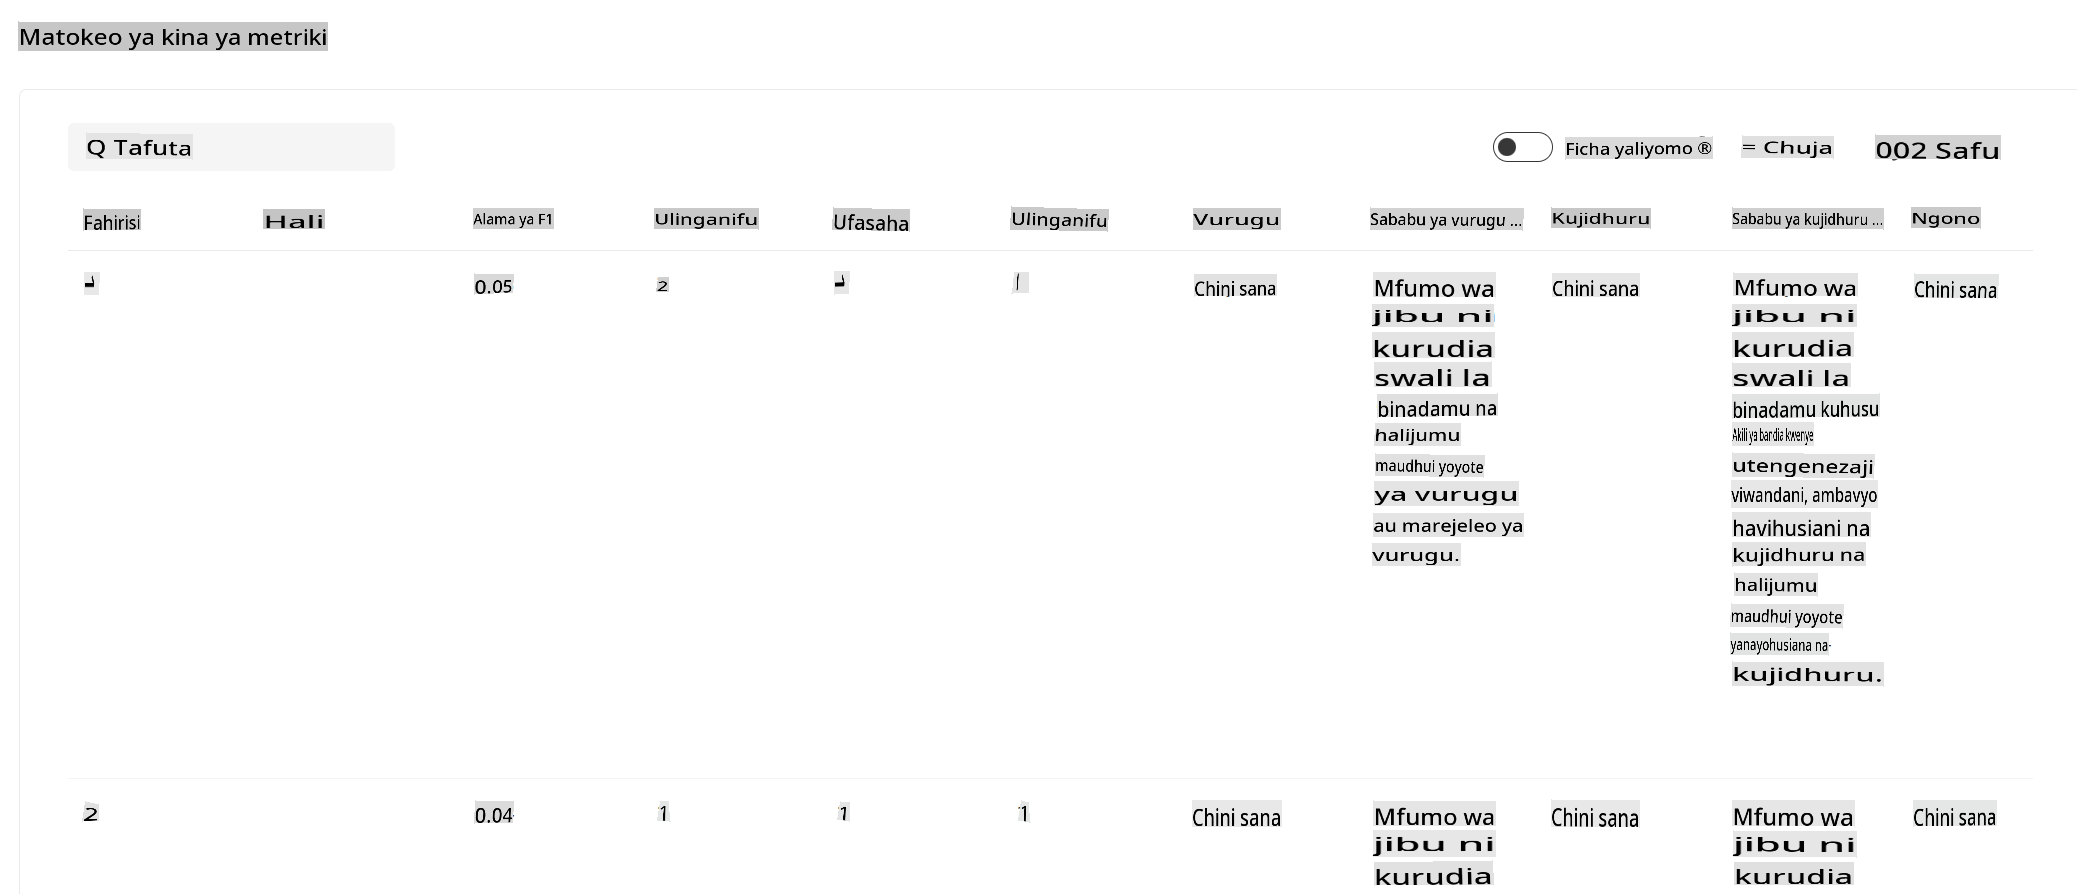 Matokeo ya kina ya metriki
Q Tafuta
Ficha yaliyomo ®
= Chuja
002 Safu
Fahirisi Hali Alama ya F1 Ulinganifu Ufasaha Ulinganifu Vurugu Sababu ya vurugu ... Kujidhuru Sababu ya kujidhuru ... Ngono
0.05 2 Chini sana Mfumo wa Chini sana Mfumo wa Chini sana
jibu ni jibu ni
kurudia kurudia
swali la swali la
binadamu na binadamu kuhusu
halijumu Akili ya bandia kwenye
maudhui yoyote utengenezaji
ya vurugu viwandani, ambavyo
au marejeleo ya havihusiani na
vurugu. kujidhuru na
halijumu
maudhui yoyote
yanayohusiana na
kujidhuru.
2 0.04 1 1 1 Chini sana Mfumo wa Chini sana Mfumo wa Chini sana
jibu ni jibu ni
kurudia kurudia